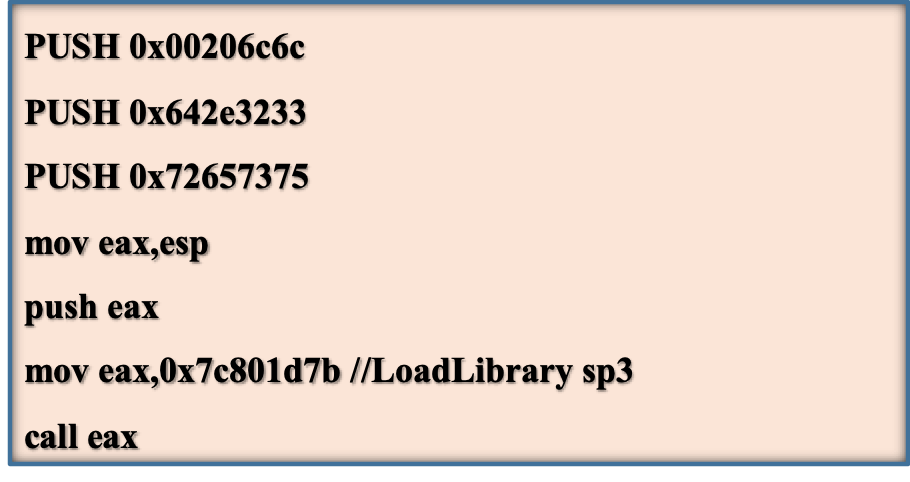 PUSH 0x00206c6c
PUSH 0x642e3233
PUSH 0x72657375
mov eax,esp
push eax
mov eax,0x7c801d7b //LoadLibrary sp3
call eax